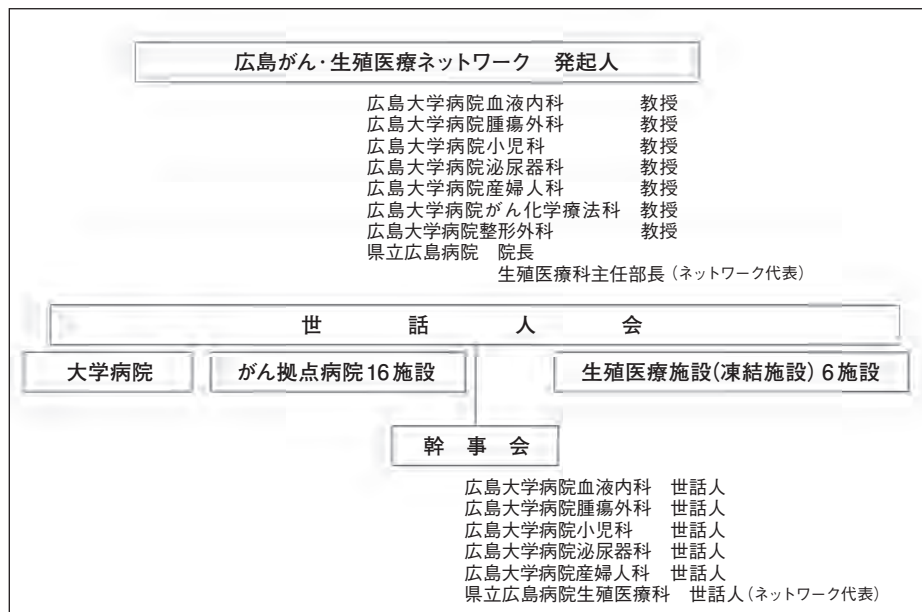 広島がん・生殖医療ネットワーク 発起人
広島大学病院血液内科 教授
広島大学病院腫瘍外科 教授
広島大学病院小児科 教授
広島大学病院泌尿器科 教授
広島大学病院産婦人科 教授
広島大学病院がん化学療法科 教授
広島大学病院整形外科 教授
県立広島病院 院長
生殖医療科主任部長(ネットワーク代表)
世話人会
大学病院 がん拠点病院16施設 生殖医療施設(凍結施設)6施設
幹事会
広島大学病院血液内科 世話人
広島大学病院腫瘍外科 世話人
広島大学病院小児科 世話人
広島大学病院泌尿器科 世話人
広島大学病院産婦人科 世話人
県立広島病院生殖医療科 世話人(ネットワーク代表)